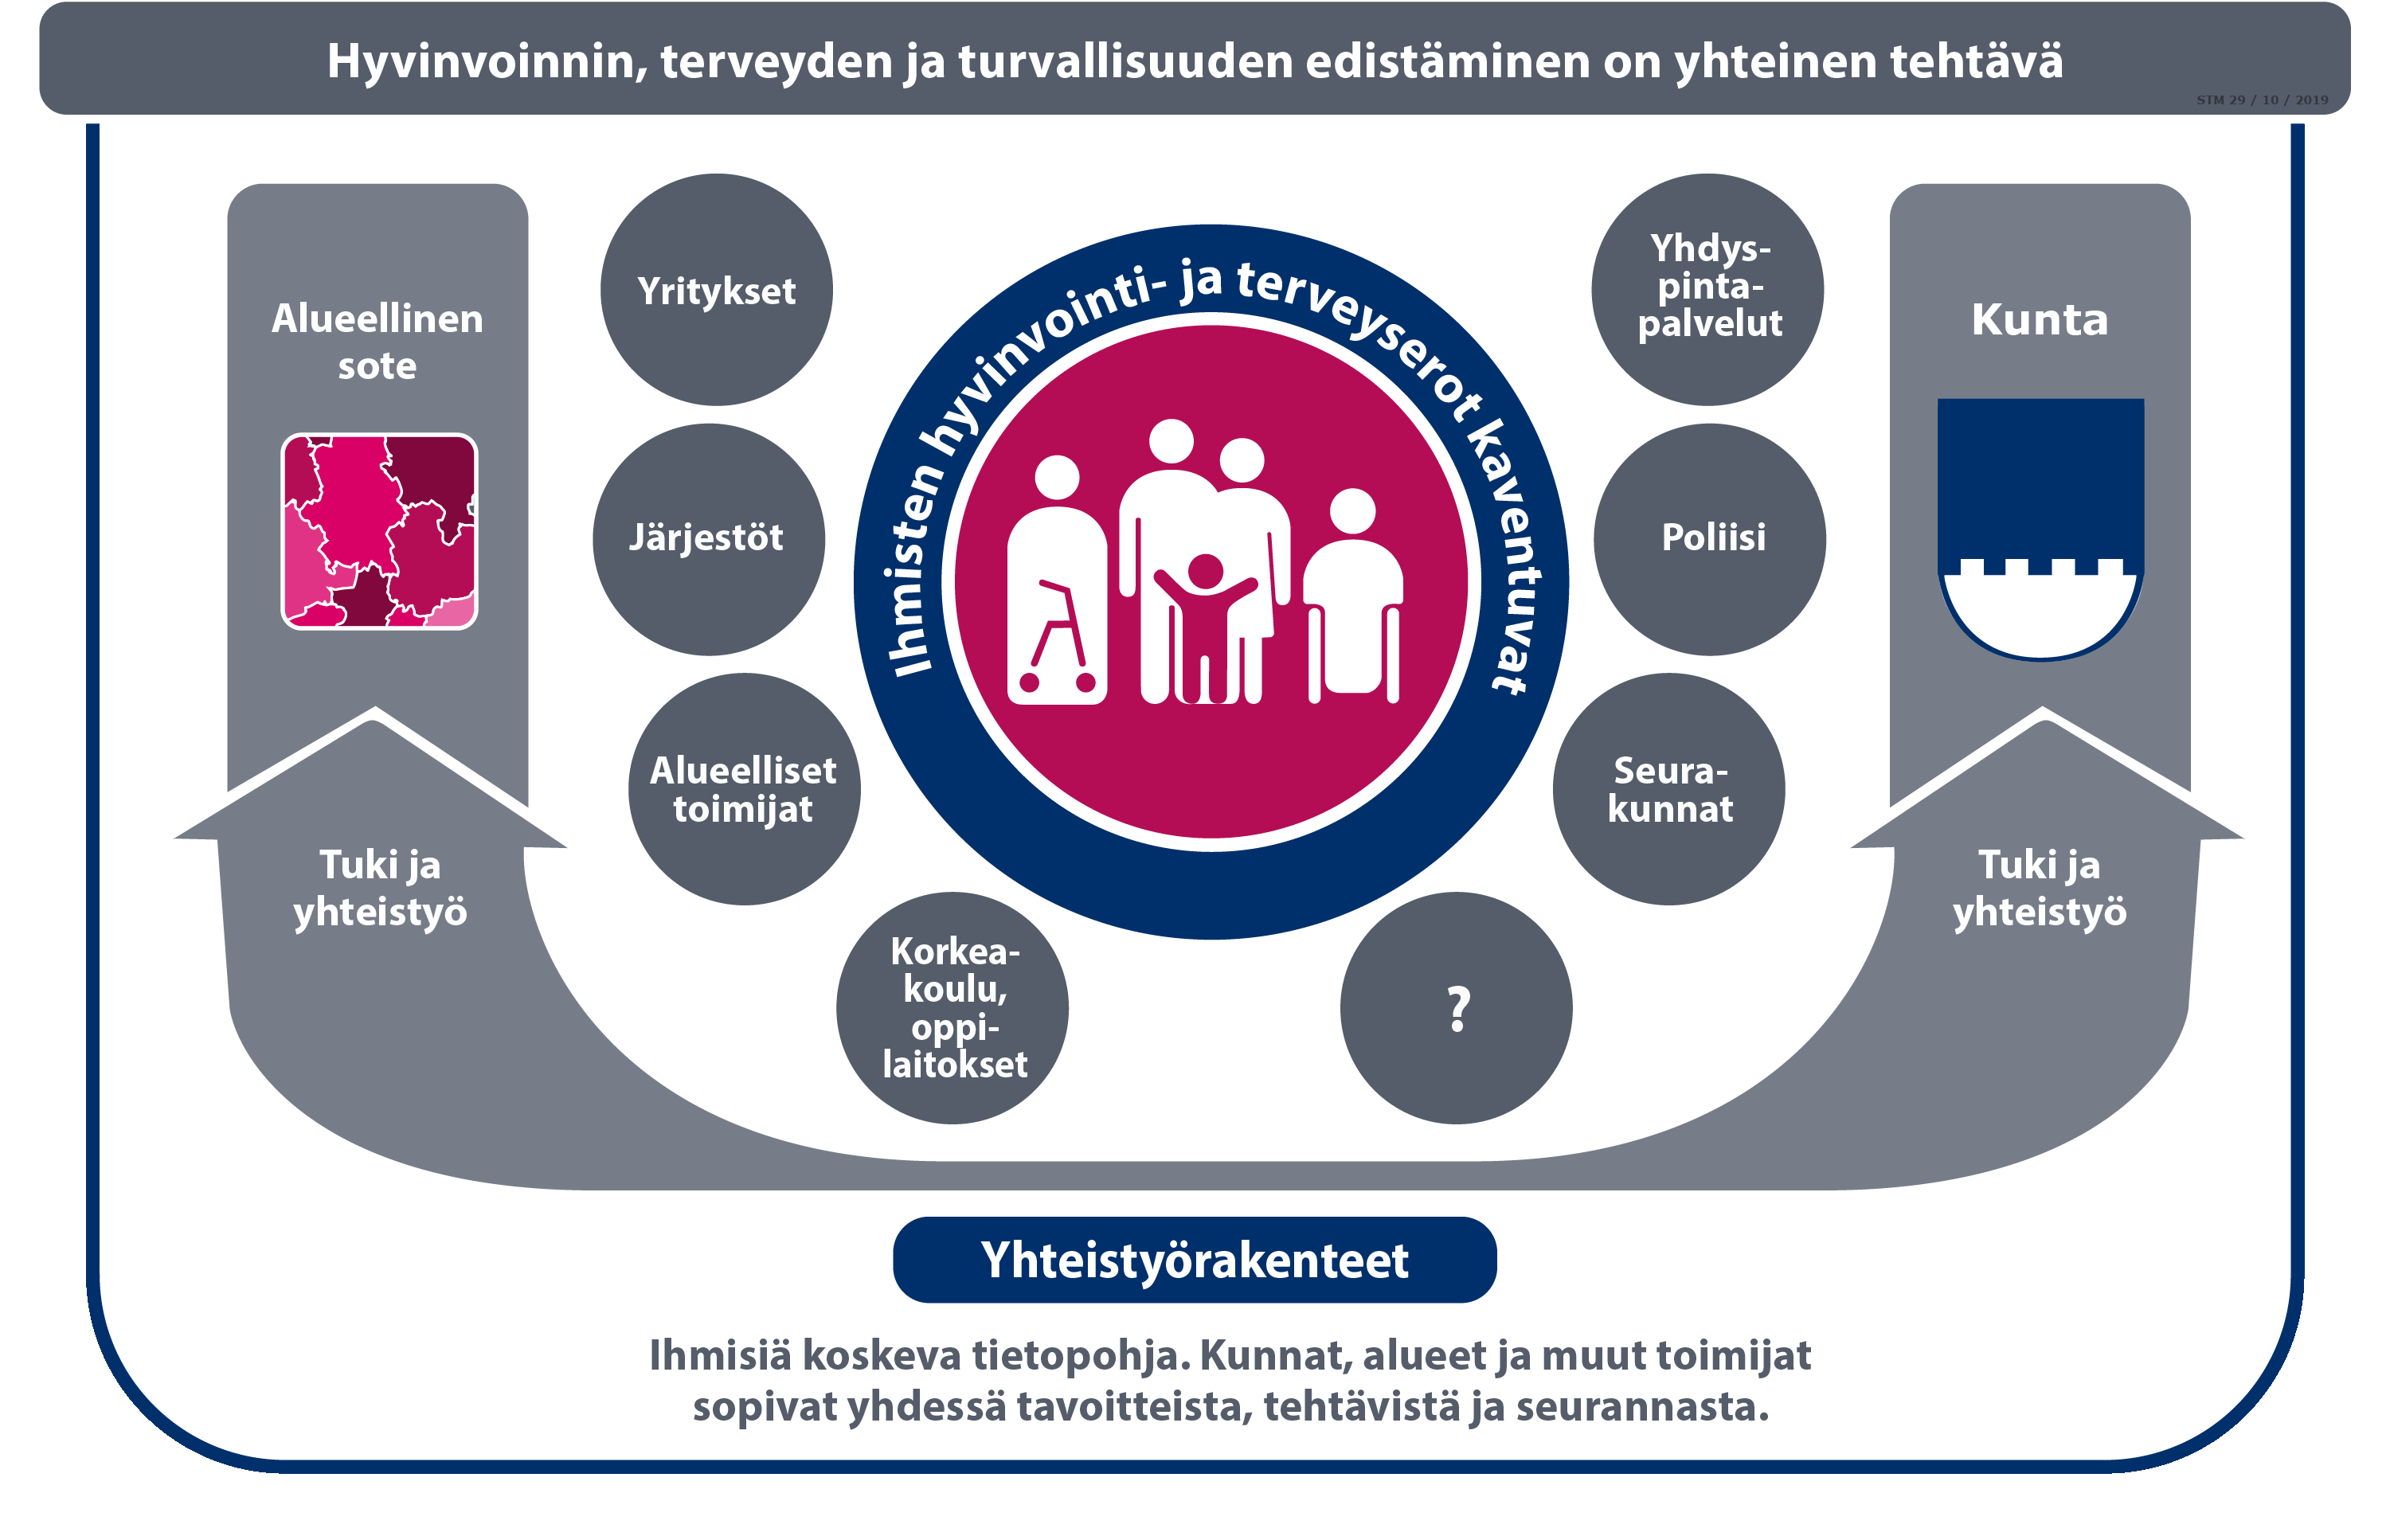 Hyvinvoinnin, terveyden ja turvallisuuden edistäminen on yhteinen tehtävä
STM 29 / 10 / 2019
Alueellinen
sote
Tuki ja
yhteistyö
Yritykset
Järjestöt
Alueelliset
toimijat
Korkea-
koulu,
oppi-
laitokset
Ihmisten hyvinvointi- ja terveyserot kaventuvat
?
Seura-
kunnat
Poliisi
Yhdys-
pinta-
palvelut
Kunta
Tuki ja
yhteistyö
Yhteistyörakenteet
Ihmisiä koskeva tietopohja. Kunnat, alueet ja muut toimijat
sopivat yhdessä tavoitteista, tehtävistä ja seurannasta.